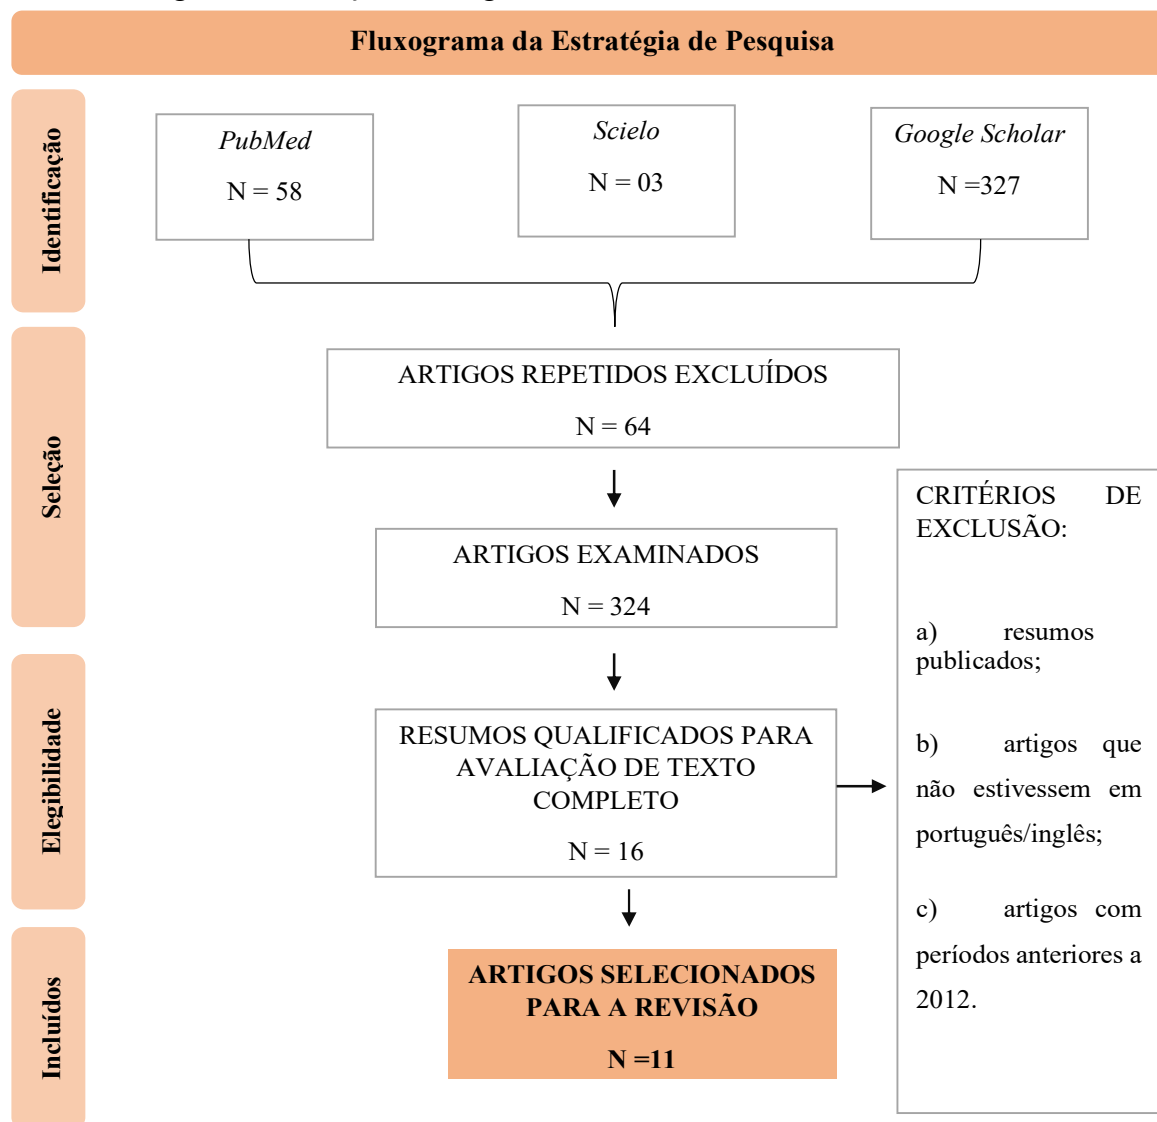 Fluxograma da Estratégia de Pesquisa
Identificação
PubMed
N = 58
Scielo
N = 03
Google Scholar
N =327
Seleção
ARTIGOS REPETIDOS EXCLUÍDOS
N = 64
ARTIGOS EXAMINADOS
N = 324
Elegibilidade
RESUMOS QUALIFICADOS PARA
AVALIAÇÃO DE TEXTO
COMPLETO
N = 16
CRITÉRIOS DE
EXCLUSÃO:
a) resumos
publicados;
b) artigos que
não estivessem em
português/inglês;
c) artigos com
períodos anteriores a
2012.
Incluídos
ARTIGOS SELECIONADOS
PARA A REVISÃO
N =11